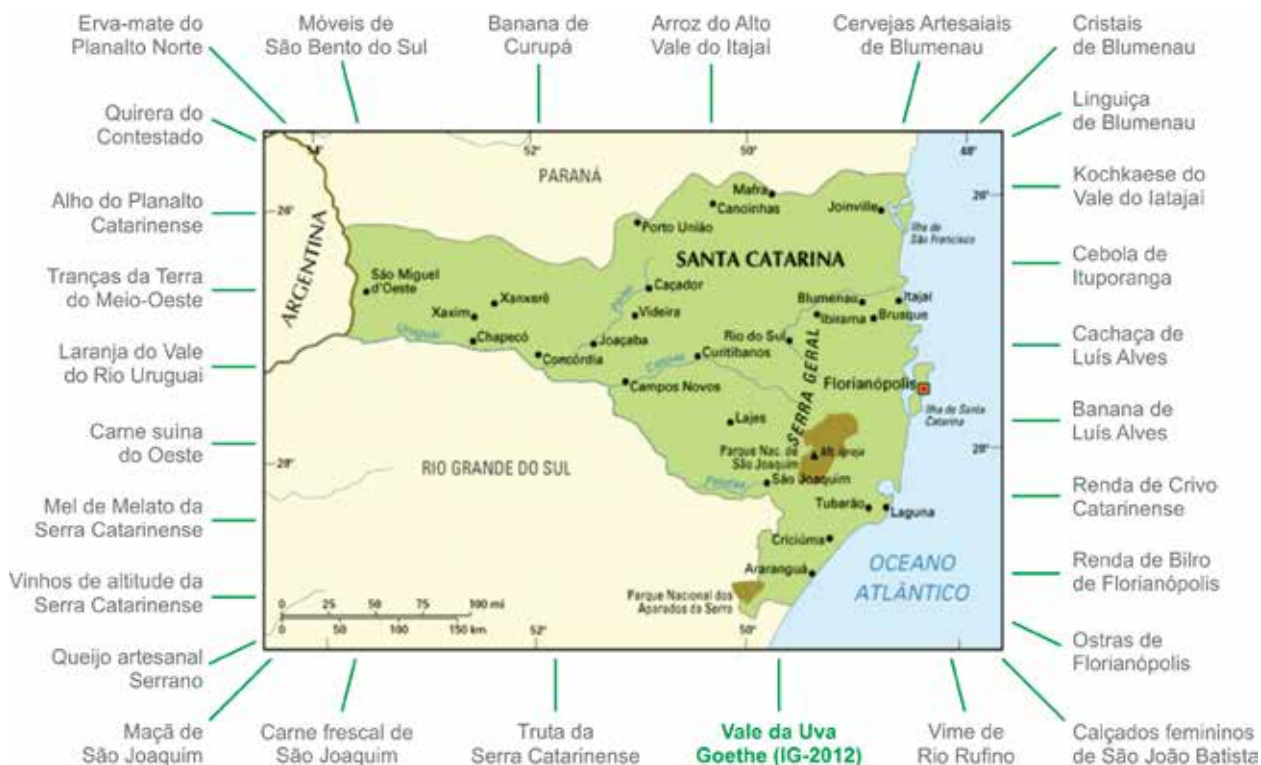 Erva-mate do
Planalto Norte
Móveis de
São Bento do Sul
Banana de
Curupá
Arroz do Alto
Vale do Itajaí
Cervejas Artesaiais
de Blumenau
Cristais
de Blumenau
Quirera do
Contestado
Alho do Planalto
Catarinense
Tranças da Terra
do Meio-Oeste
Laranja do Vale
do Rio Uruguai
Carne suína
do Oeste
Mel de Melato da
Serra Catarinense
Vinhos de altitude da
Serra Catarinense
Queijo artesanal
Serrano
Linguiça
de Blumenau
Kochkaese do
Vale do Iatajaí
Cebola de
Ituporanga
Cachaça de
Luís Alves
Banana de
Luís Alves
Renda de Crivo
Catarinense
Renda de Bilro
de Florianópolis
Ostras de
Florianópolis
52°
50°
PARANÁ
26°
26°
Mafra
Canoinhas
Joinville
Porto União
Ilha de
São Francisco
ARGENTINA
SANTA CATARINA
São Miguel
d'Oeste
Caçador
Xanxerê
Xaxim
Videira
Blumenau
Itajaí
Ibirama
Brusque
Uruguai
Chapecó
Joaçaba
Rio do Sul
Concórdia
Curitibanos
Canoas
SERRA GERAL
Campos Novos
Florianópolis
Ilha de Santa
Catarina
Lajes
28°
28°
RIO GRANDE DO SUL
Parque Nac. de
São Joaquim
Mt. Igreja
Pelotas
São Joaquim
Tubarão
Laguna
Criciúma
Araranguá
OCEANO
ATLÂNTICO
Parque Nacional dos
Aparados da Serra
0 25 50 75 100 mi
0 50 100 150 km
52°
50°
Maçã de
São Joaquim
Carne frescal de
São Joaquim
Truta da
Serra Catarinense
Vale da Uva
Goethe (IG-2012)
Vime de
Rio Rufino
Calçados femininos
de São João Batista